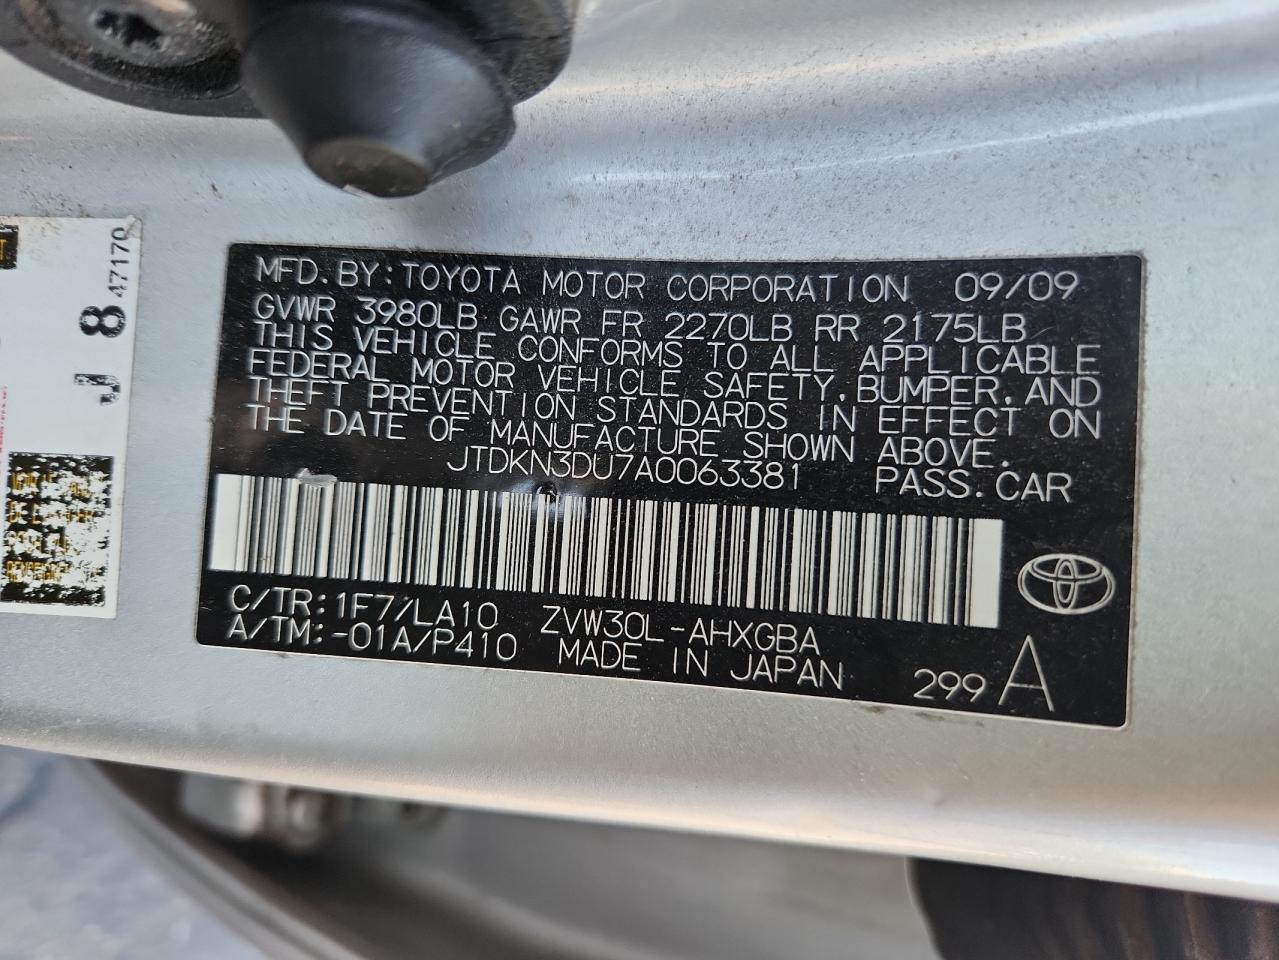 MFD.BY:TOYOTA MOTOR CORPORATION 09/09
GVWR 3980LB GAWR FR 2270LB RR 2175LB
THIS VEHICLE CONFORMS TO ALL APPLICABLE
FEDERAL MOTOR VEHICLE SAFETY, BUMPER, AND
THEFT PREVENTION STANDARDS IN EFFECT ON
THE DATE OF MANUFACTURE SHOWN ABOVE.
JTDKN3DU7A0063381 PASS.CAR
C/TR:1F7/LA10 ZVW30L-AHXGBA
A/TM:-01A/P410 MADE IN JAPAN
299 A
J 8 47170